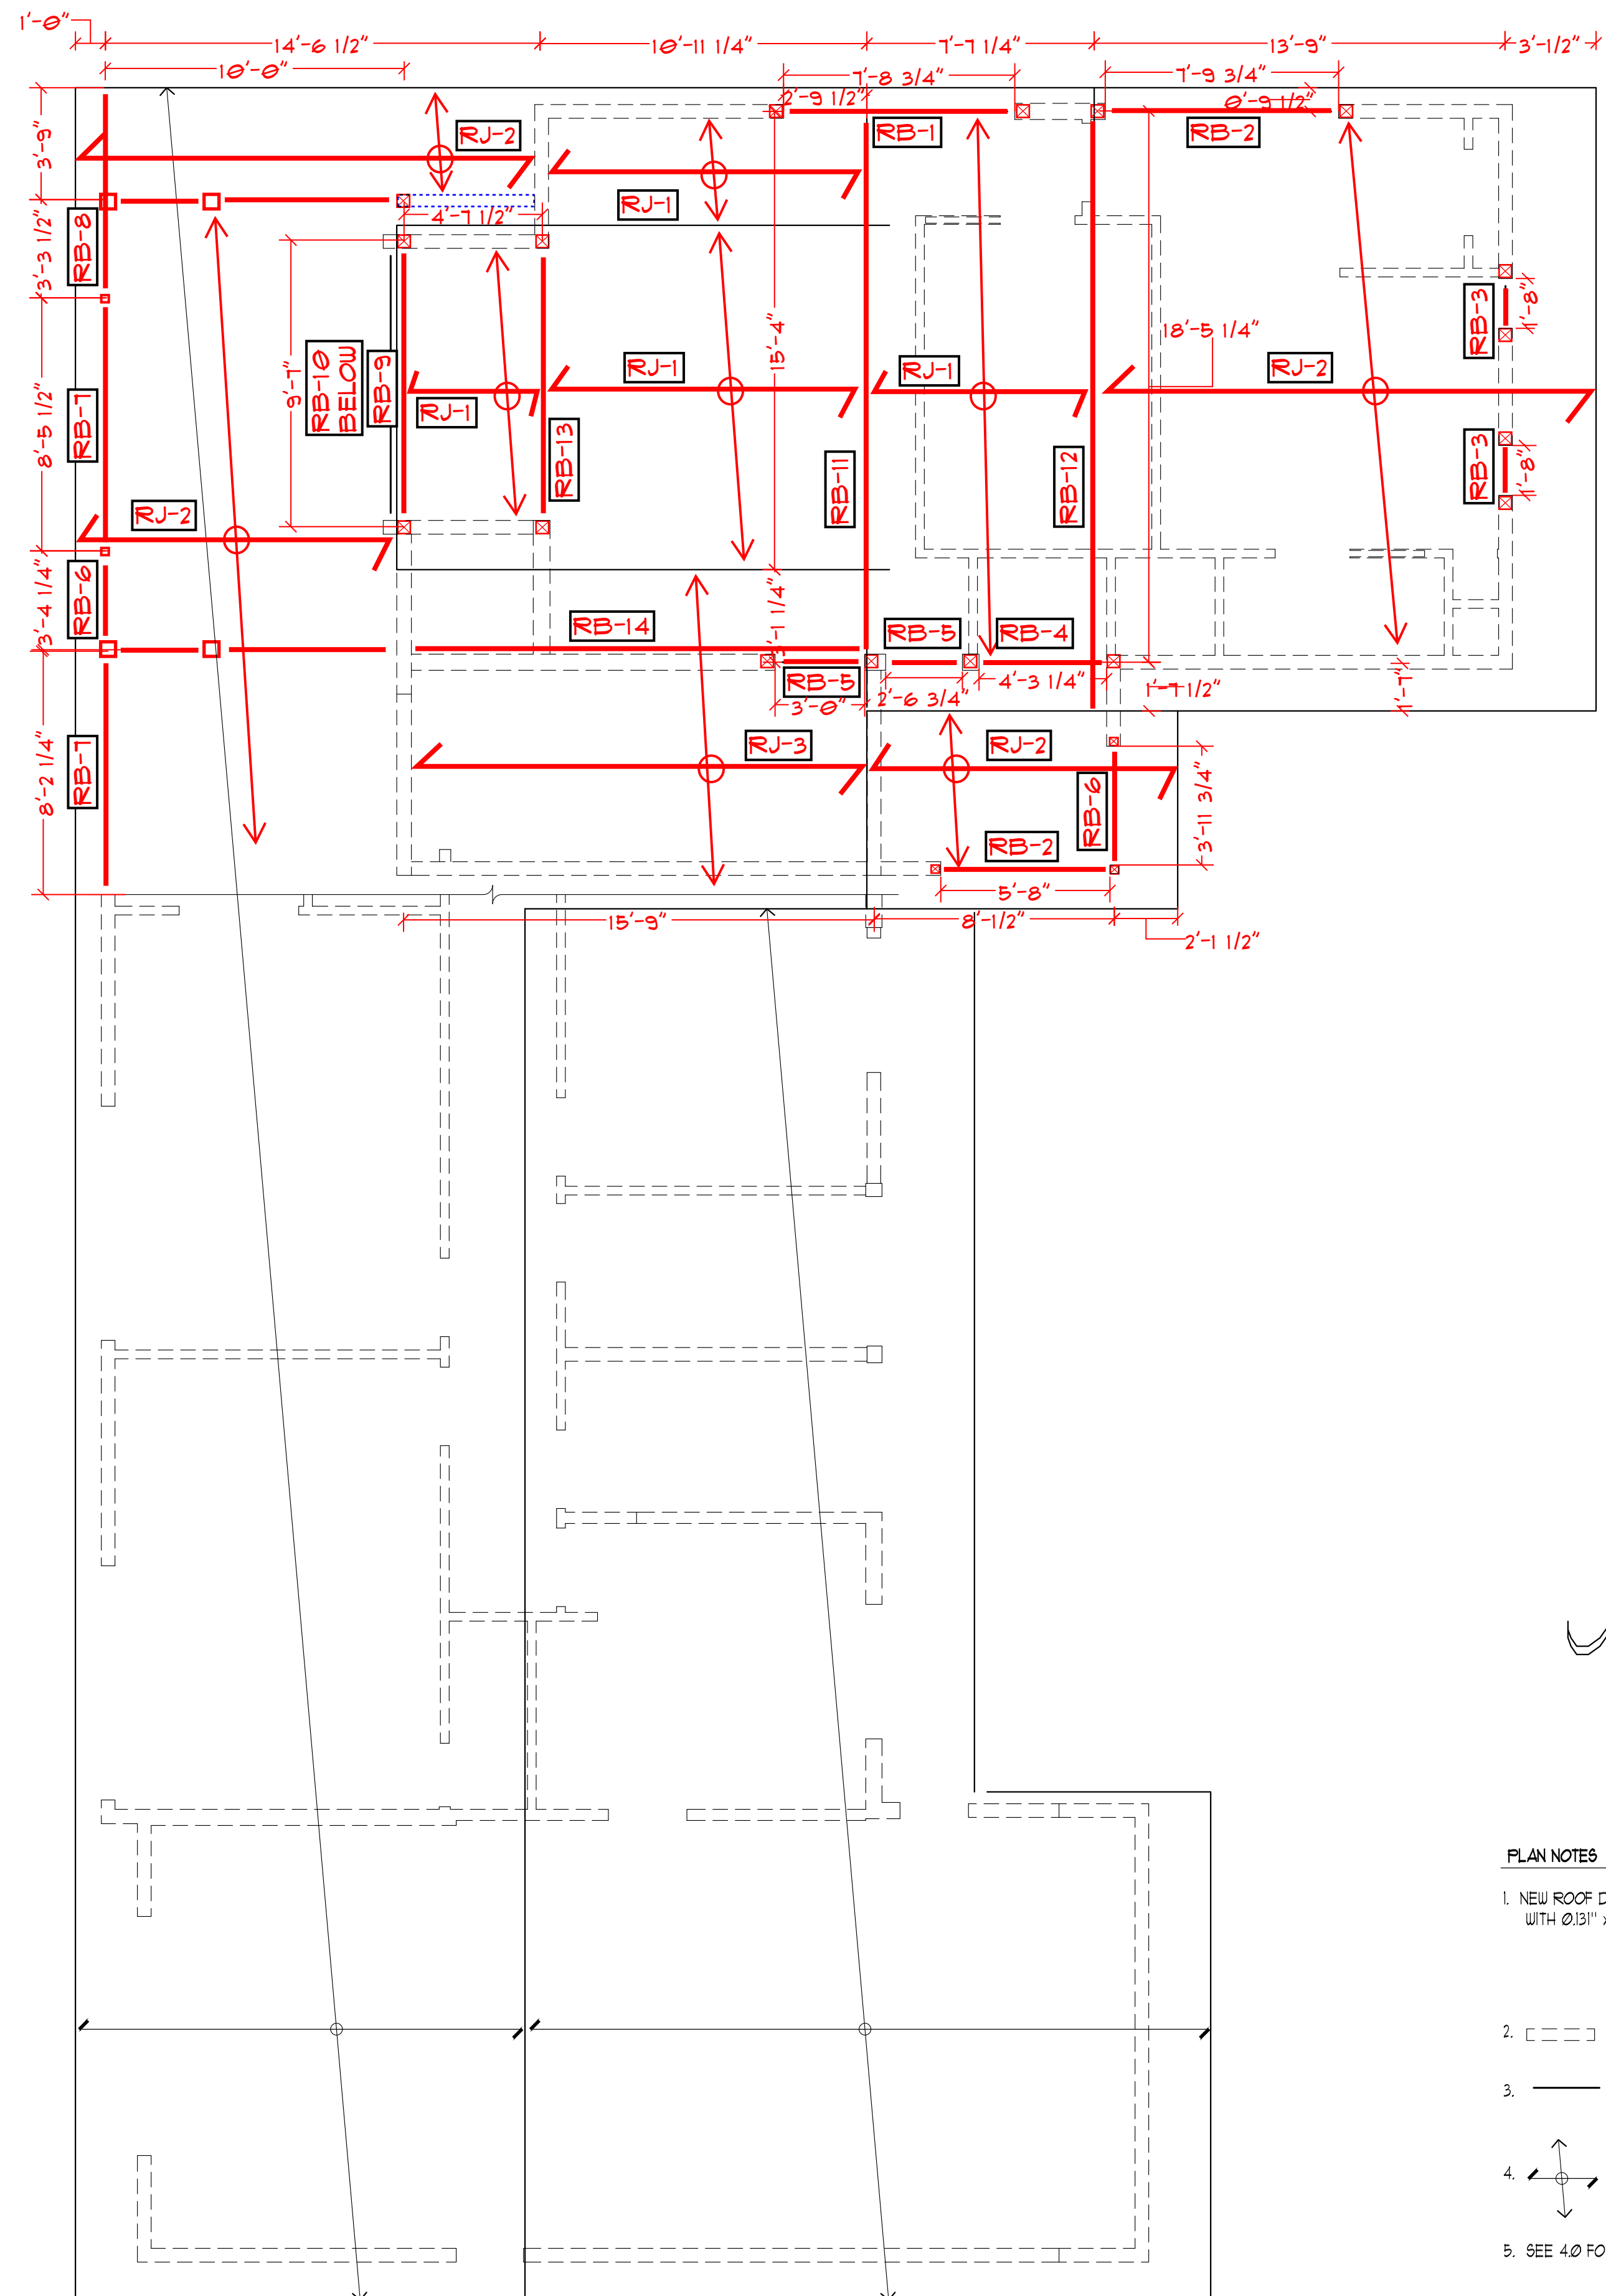 1'-0"
14'-6 1/2"
10'-11 1/4"
7'-7 1/4"
13'-9"
3'-1/2"
10'-0"
7'-8 3/4"
7'-9 3/4"
2'-9 1/2"
0'-9 1/2"
3'-9"
RJ-2
RB-1
RB-2
RJ-1
4'-7 1/2"
RB-8
3'-3 1/2"
RB-3
1'-8"
15'-4"
18'-5 1/4"
9'-7"
RB-10
BELOW
RB-9
RJ-1
RJ-1
RJ-1
RJ-2
RB-7
8'-5 1/2"
RB-13
RB-11
RB-12
RB-3
1'-8"
RJ-2
RB-6
3'-4 1/4"
RB-14
3'-1 1/4"
RB-5
RB-4
RB-5
3'-0"
2'-6 3/4"
4'-3 1/4"
1'-7 1/2"
1'-7"
RB-7
8'-2 1/4"
RJ-3
RJ-2
RB-6
3'-11 3/4"
RB-2
5'-8"
15'-9"
8'-1/2"
2'-1 1/2"
PLAN NOTES
1. NEW ROOF
WITH 0.131"
2.
3.
4.
5. SEE 4.0 FO